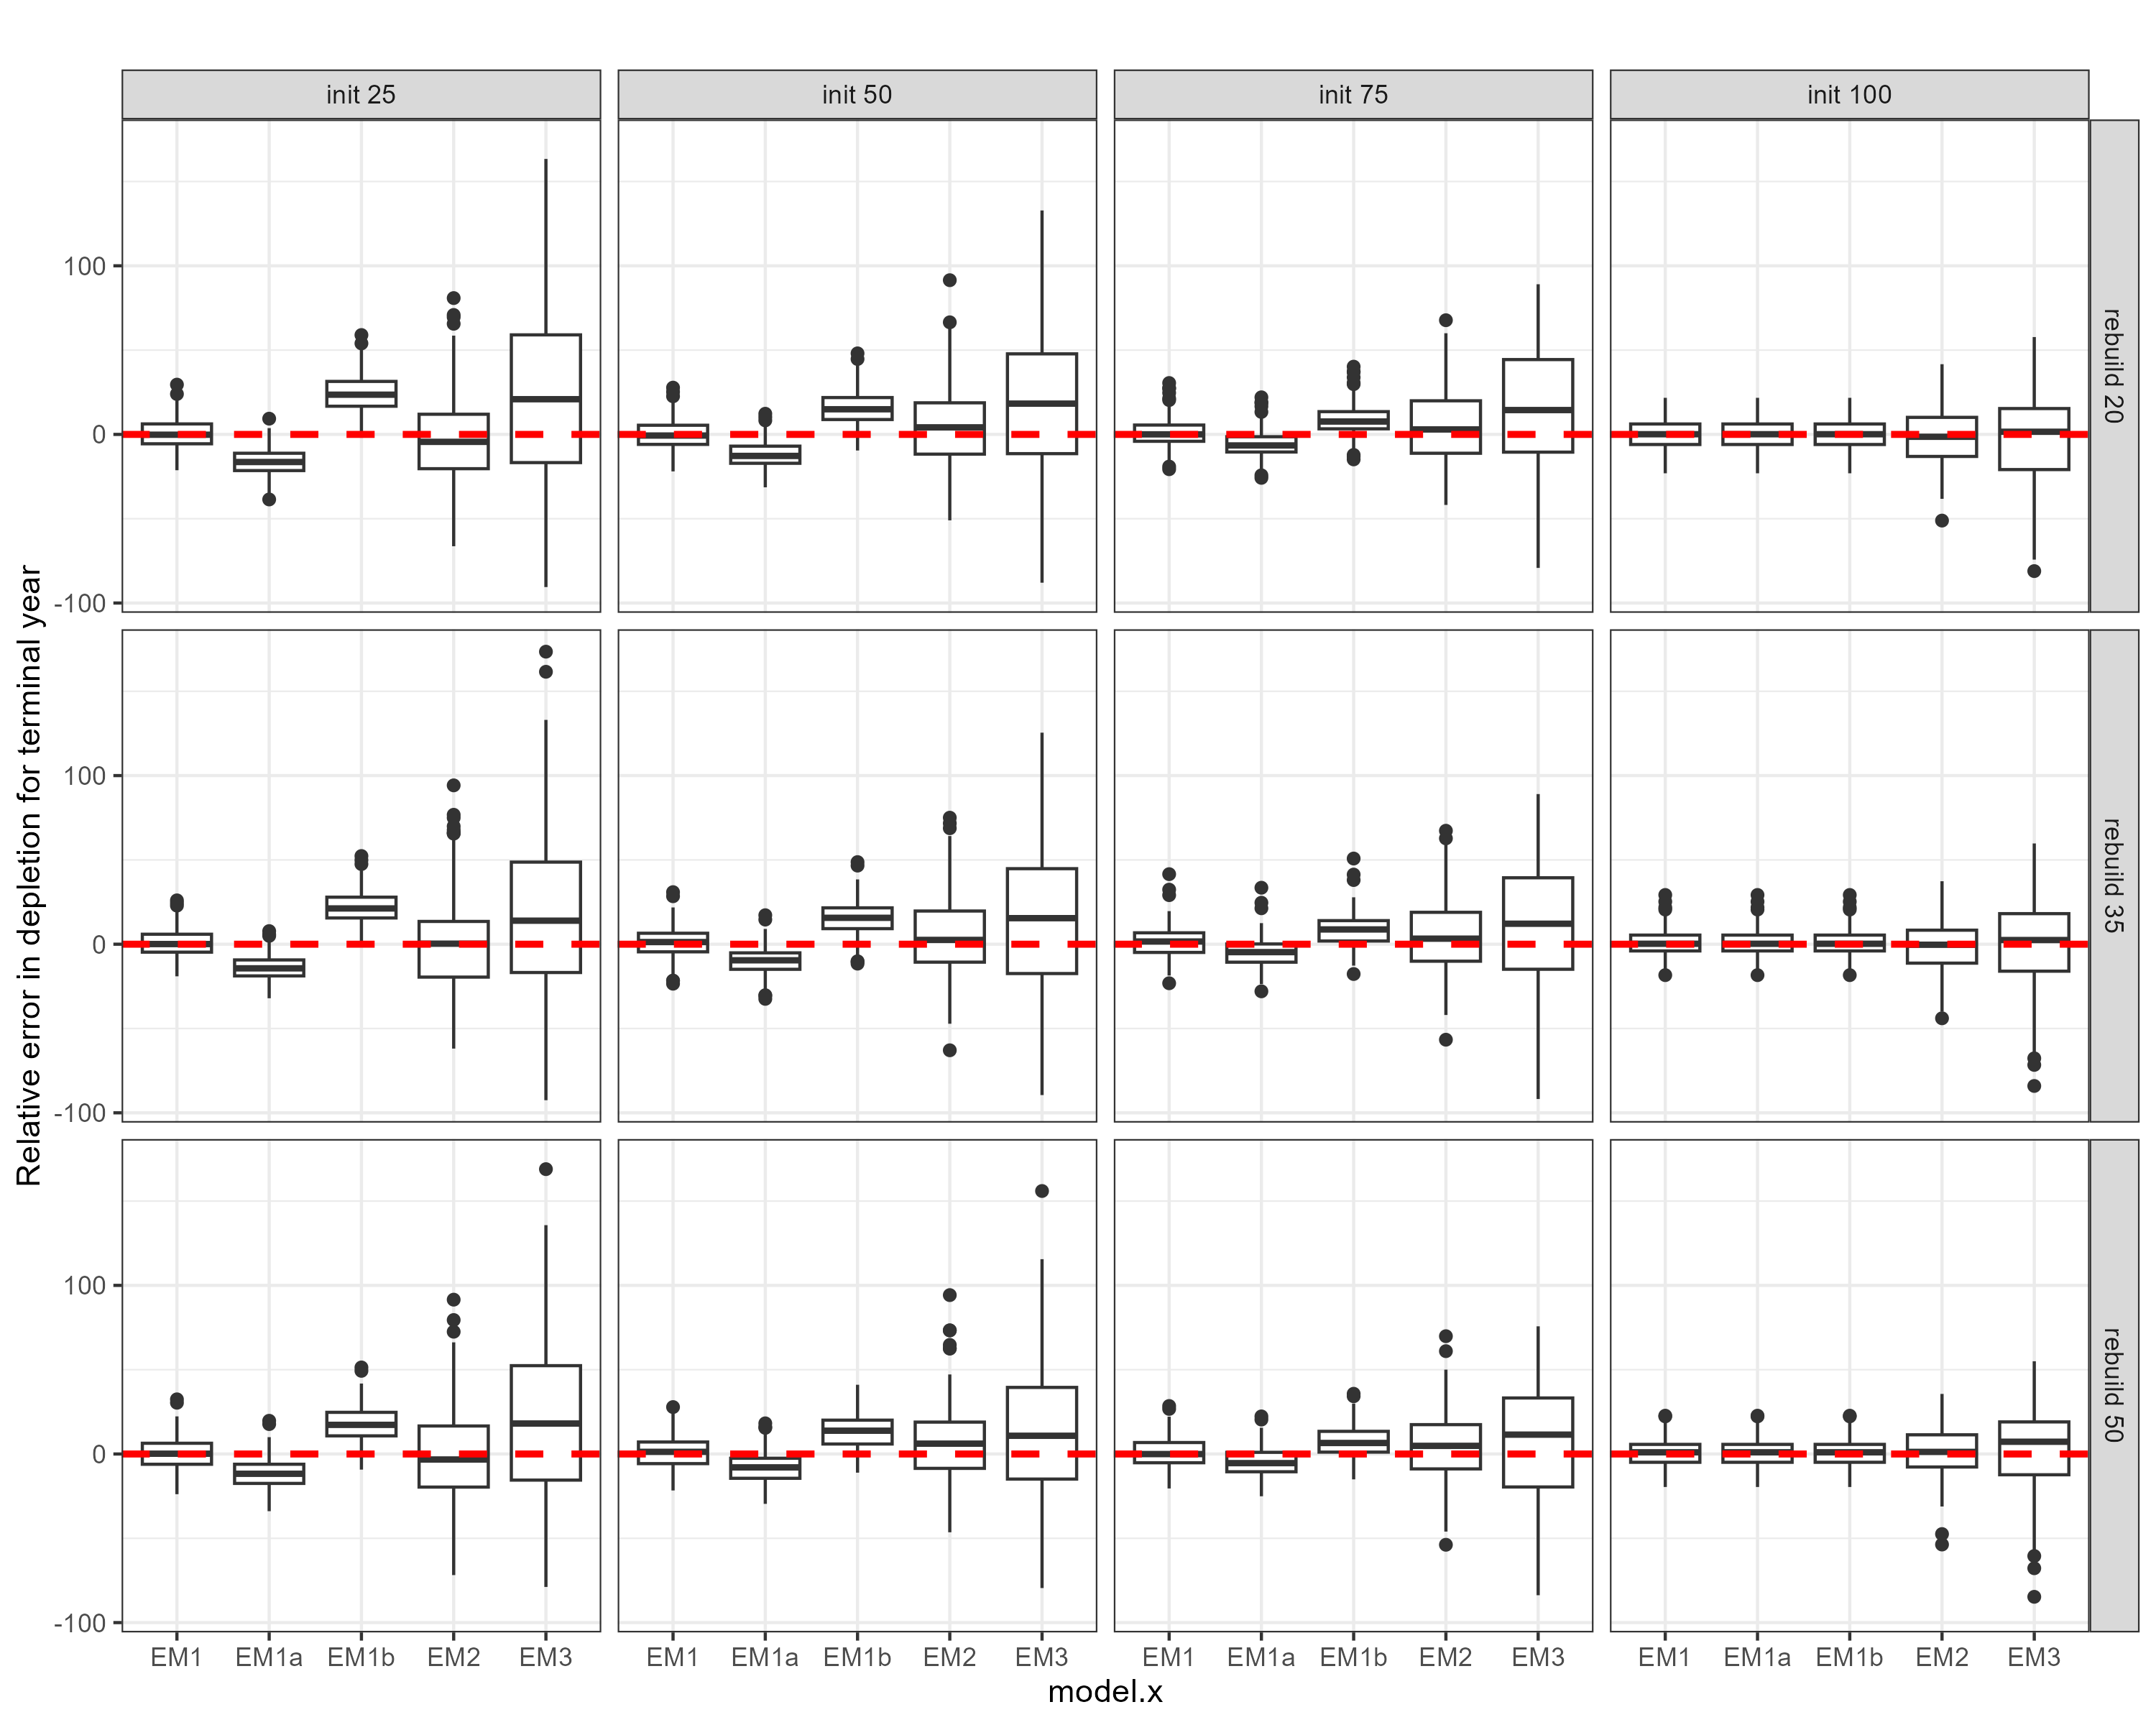 init 25
init 50
init 75
init 100
100
0
-100
rebuild 20
100
0
-100
rebuild 35
100
0
-100
rebuild 50
Relative error in depletion for terminal year
EM1 EM1a EM1b EM2 EM3
EM1 EM1a EM1b EM2 EM3
EM1 EM1a EM1b EM2 EM3
EM1 EM1a EM1b EM2 EM3
model.x